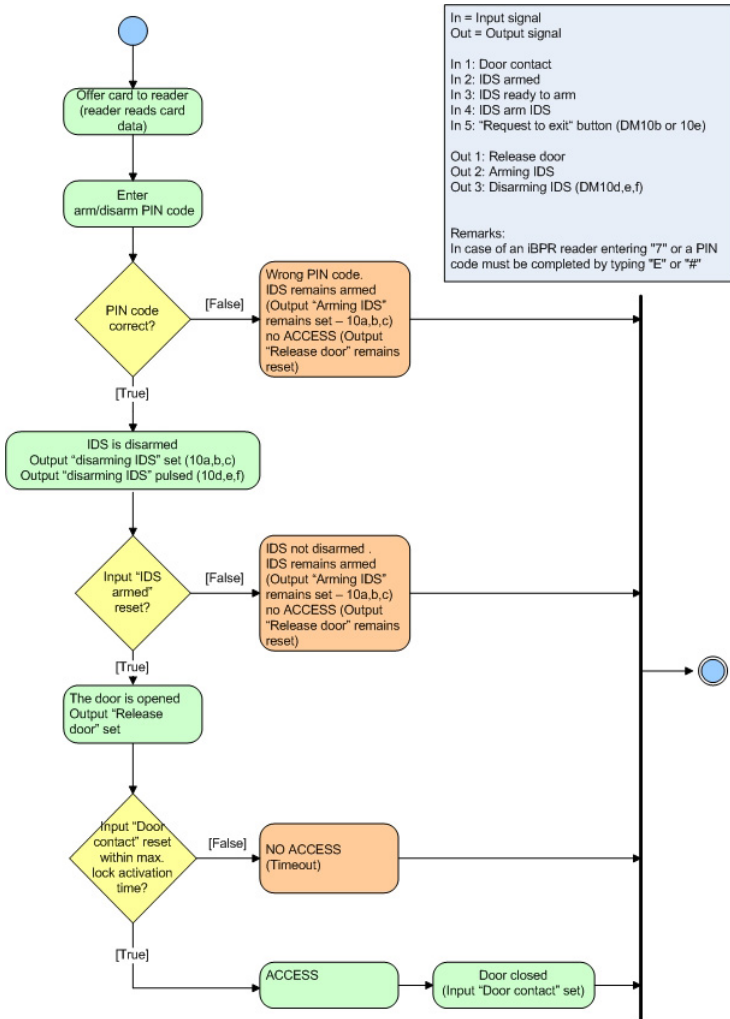 In = Input signal
Out = Output signal
In 1: Door contact
In 2: IDS armed
In 3: IDS ready to arm
In 4: IDS arm IDS
In 5: "Request to exit" button (DM10b or 10e)
Out 1: Release door
Out 2: Arming IDS
Out 3: Disarming IDS (DM10d,e,f)
Remarks:
In case of an iBPR reader entering "7" or a PIN
code must be completed by typing "E" or "#"
Offer card to reader
(reader reads card
data)
Enter
arm/disarm PIN code
PIN code
correct?
[False]
Wrong PIN code.
IDS remains armed
(Output "Arming IDS"
remains set – 10a,b,c)
no ACCESS (Output
"Release door" remains
reset)
[True]
IDS is disarmed
Output "disarming IDS" set (10a,b,c)
Output "disarming IDS" pulsed (10d,e,f)
Input "IDS
armed"
reset?
[False]
IDS not disarmed .
IDS remains armed
(Output "Arming IDS"
remains set – 10a,b,c)
no ACCESS (Output
"Release door" remains
reset)
[True]
The door is opened
Output "Release
door" set
Input "Door
contact" reset
within max.
lock activation
time?
[False]
NO ACCESS
(Timeout)
[True]
ACCESS
Door closed
(Input "Door contact" set)